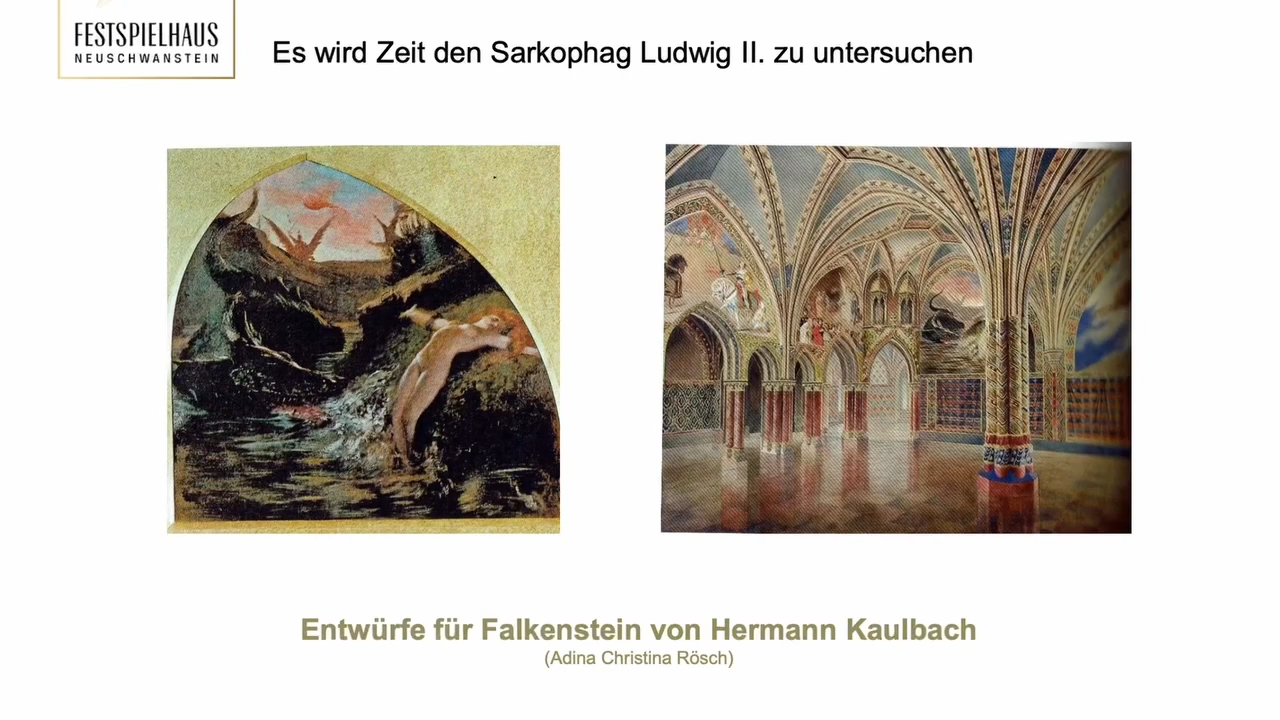 FESTSPIELHAUS
NEUSCHWANSTEIN
Es wird Zeit den Sarkophag Ludwig II. zu untersuchen
Entwürfe für Falkenstein von Hermann Kaulbach
(Adina Christina Rösch)